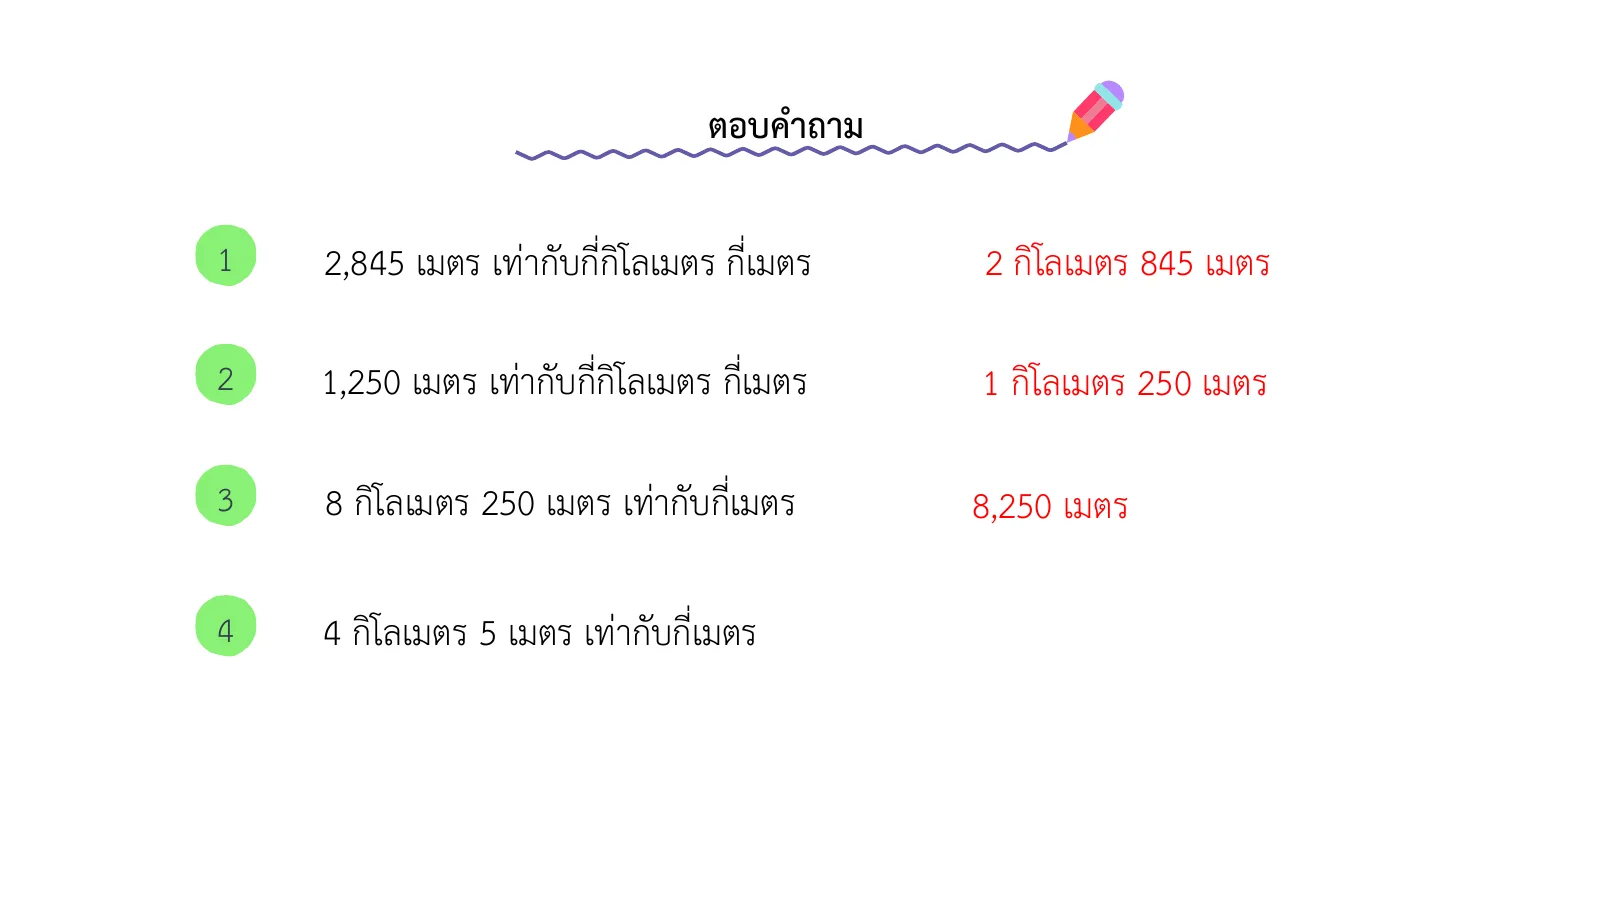 ตอบคำถาม
1 2,845 เมตร เท่ากับกี่กิโลเมตร กี่เมตร 2 กิโลเมตร 845 เมตร
2 1,250 เมตร เท่ากับกี่กิโลเมตร กี่เมตร 1 กิโลเมตร 250 เมตร
3 8 กิโลเมตร 250 เมตร เท่ากับกี่เมตร 8,250 เมตร
4 4 กิโลเมตร 5 เมตร เท่ากับกี่เมตร